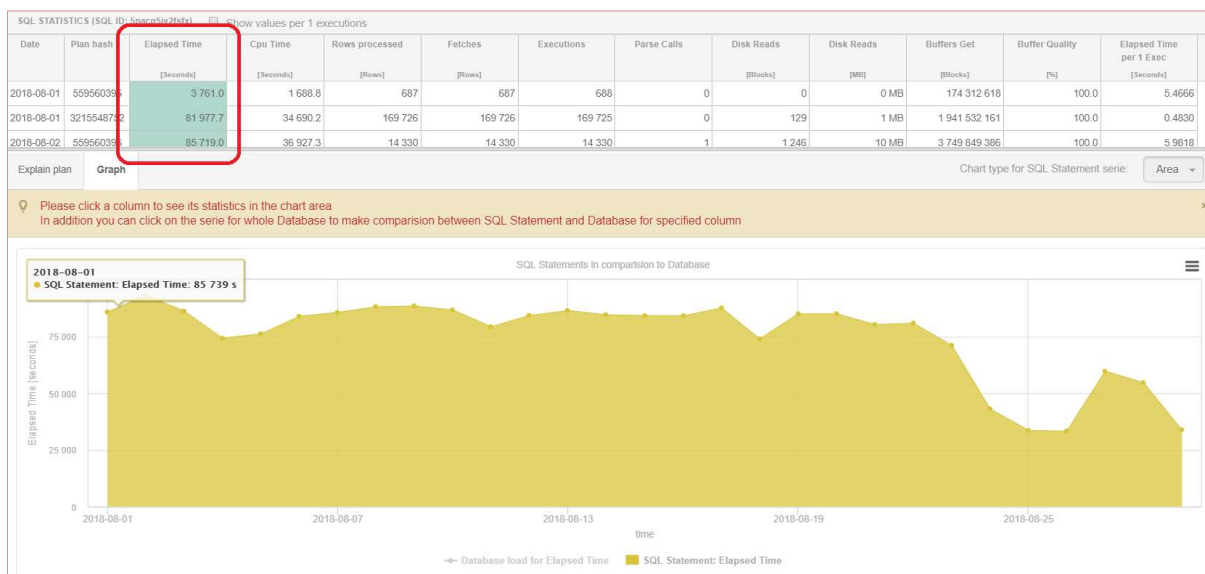 SQL STATISTICS (SQL ID: 5nacp5jx2fsfx) Show values per 1 executions
Date Plan hash Elapsed Time Cpu Time Rows processed Fetches Executions Parse Calls Disk Reads Disk Reads Buffers Get Buffer Quality Elapsed Time
per 1 Exec
[Seconds] [Seconds] [Rows] [Rows] [Blocks] [MB] [Blocks] [%] [Seconds]
2018-08-01 559560395 3 761.0 1 688.8 687 687 688 0 0 0 MB 174 312 618 100.0 5.4666
2018-08-01 3215548752 81 977.7 34 690.2 169 726 169 726 169 725 0 129 1 MB 1 941 532 161 100.0 0.4830
2018-08-02 559560395 85 719.0 36 927.3 14 330 14 330 14 330 1 1 246 10 MB 3 749 849 386 100.0 5.9818
Explain plan Graph Chart type for SQL Statement serie: Area
Please click a column to see its statistics in the chart area
In addition you can click on the serie for whole Database to make comparision between SQL Statement and Database for specified column
SQL Statements in comparision to Database
2018-08-01
SQL Statement: Elapsed Time: 85 739 s
75 000
50 000
25 000
0
Elapsed Time [seconds]
2018-08-01 2018-08-07 2018-08-13 2018-08-19 2018-08-25
time
Database load for Elapsed Time SQL Statement: Elapsed Time